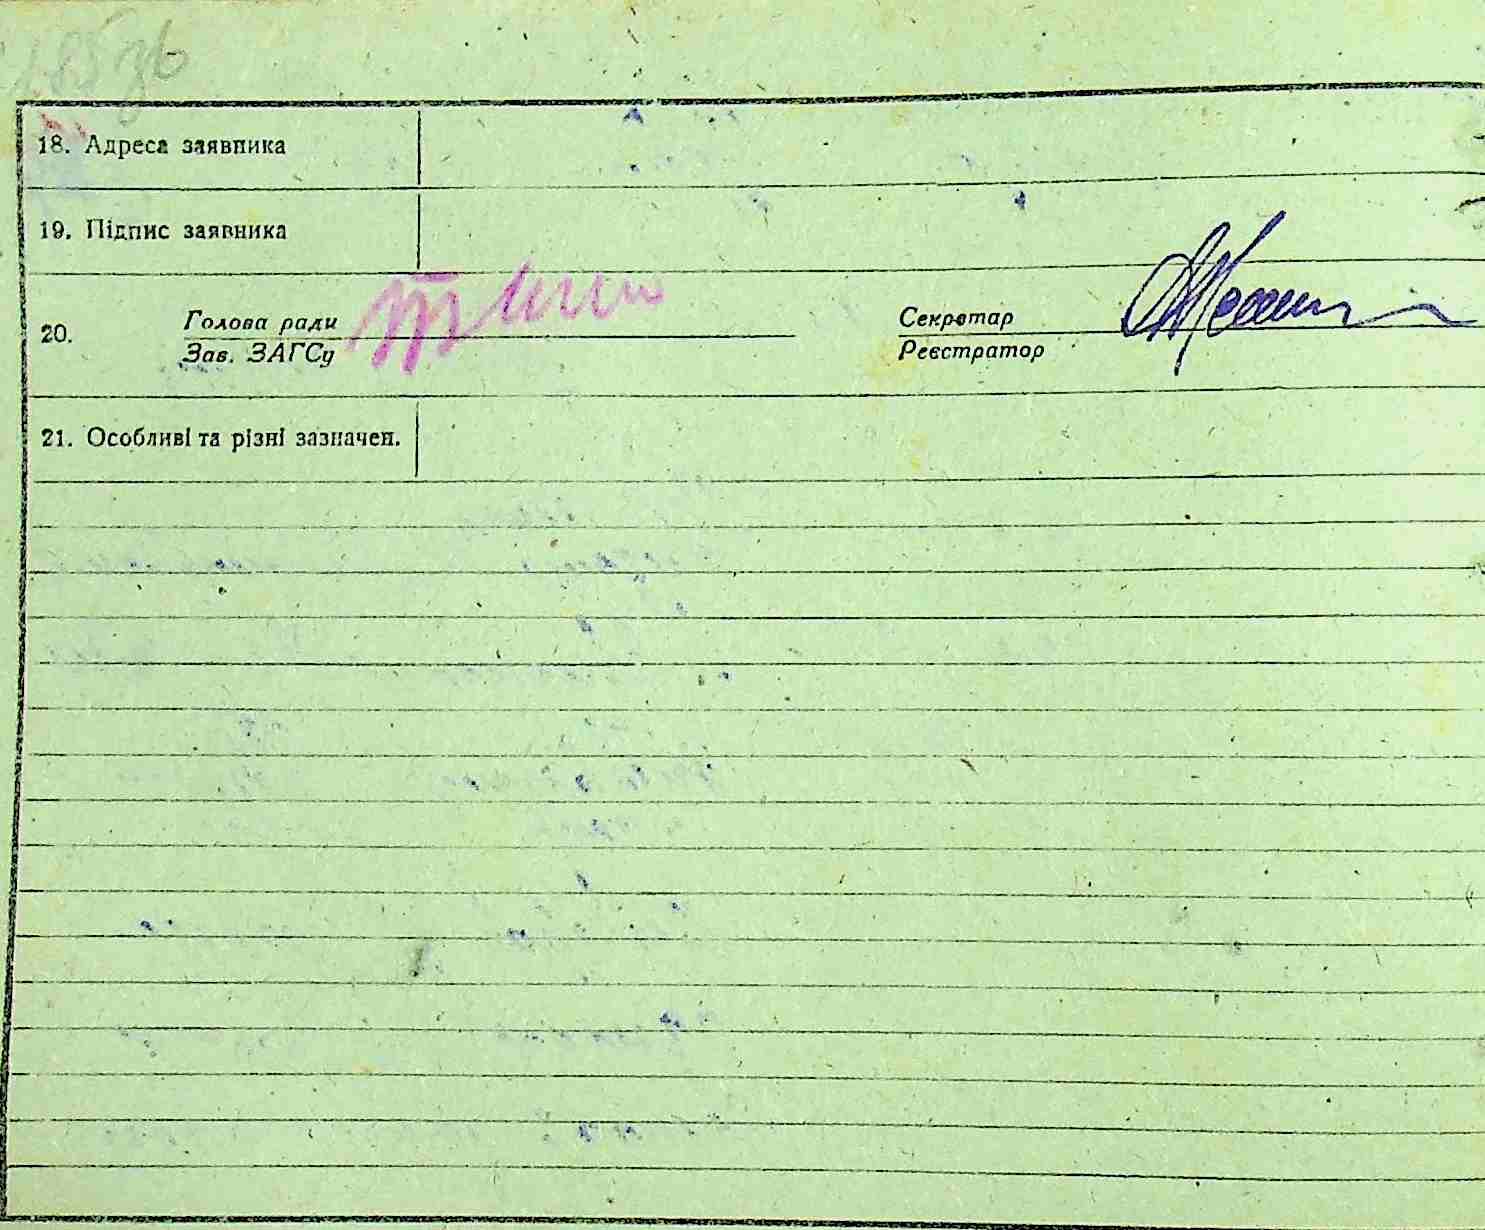 18. Адреса заявника
19. Підпис заявника
20. Голова ради
Зав. ЗАГСу
Секретар
Реєстратор
21. Особливі та різні зазначен.